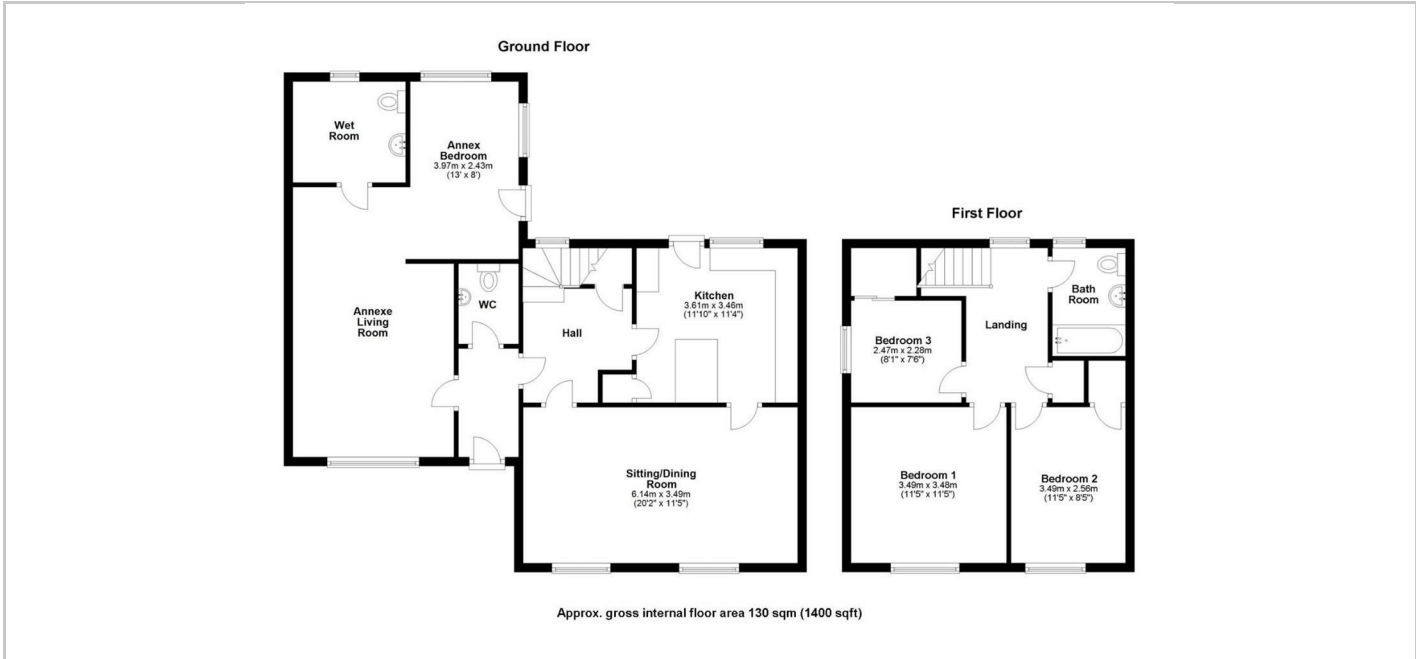 Ground Floor
Wet
Room
Annex
Bedroom
3.97m x 2.43m
(13' x 8')
Annexe
Living
Room
WC
Hall
Kitchen
3.61m x 3.46m
(11'10" x 11'4")
Sitting/Dining
Room
6.14m x 3.49m
(20'2" x 11'5")
First Floor
Bath
Room
Landing
Bedroom 3
2.47m x 2.28m
(8'1" x 7'6")
Bedroom 1
3.49m x 3.48m
(11'5" x 11'5")
Bedroom 2
3.49m x 2.56m
(11'5" x 8'5")
Approx. gross internal floor area 130 sqm (1400 sqft)